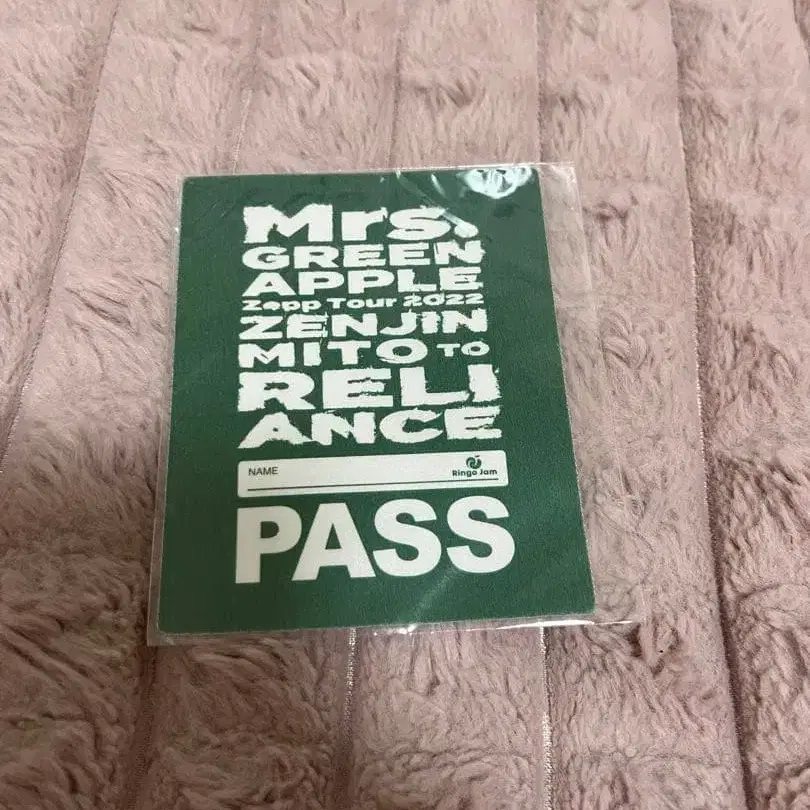 Mrs.
GREEN
APPLE
Zepp Tour 2022
ZENJIN
MITO TO
RELI
ANCE
NAME
Ringo Jam
PASS